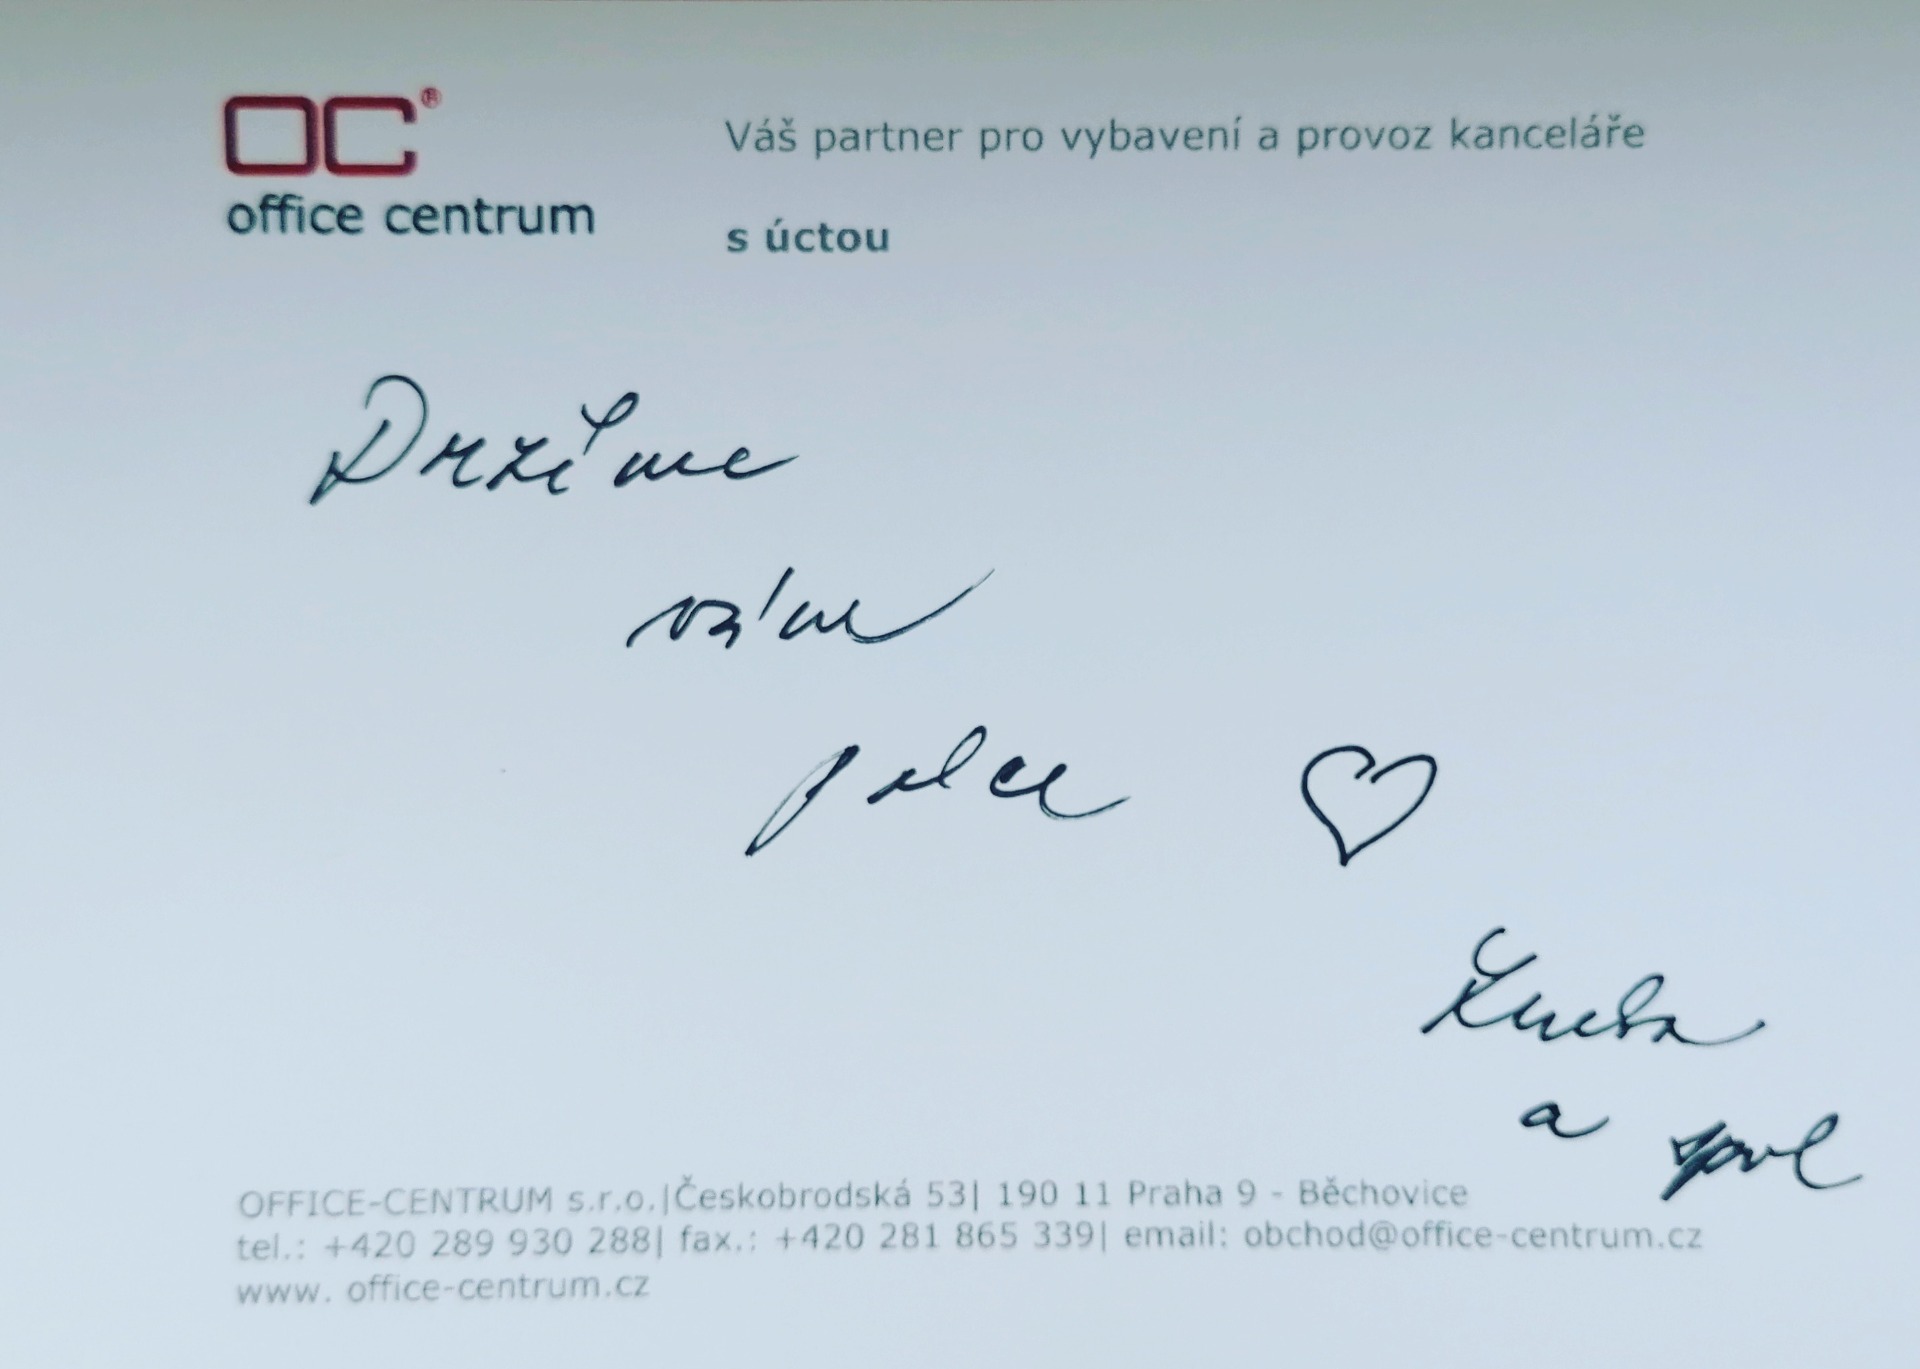 OC®
office centrum
Váš partner pro vybavení a provoz kanceláře
s úctou
Držíme
vám
palce
a
OFFICE-CENTRUM s.r.o.|Českobrodská 53| 190 11 Praha 9 - Běchovice
tel.: +420 289 930 288| fax.: +420 281 865 339| email: obchod@office-centrum.cz
www. office-centrum.cz